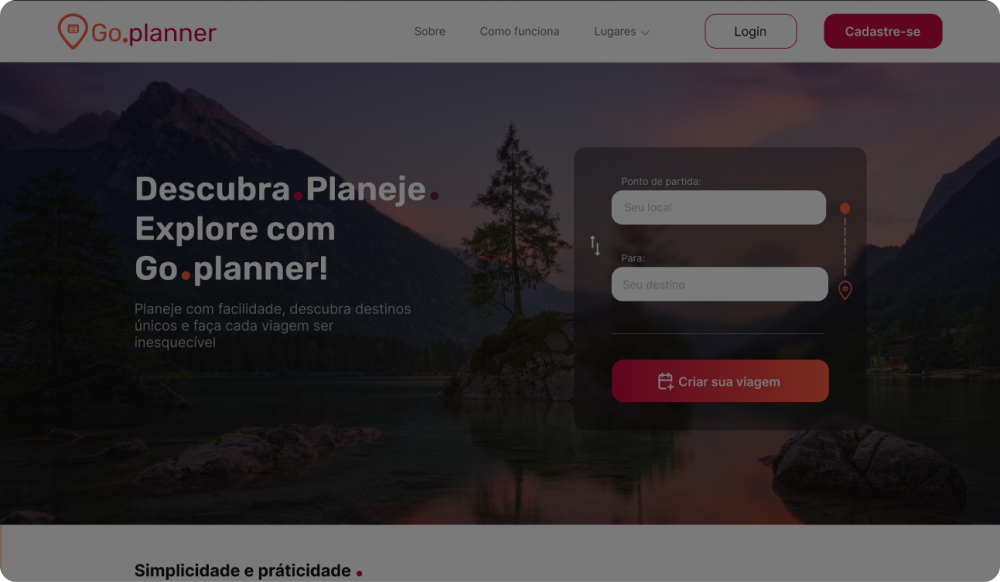 Go.planner
Sobre
Como funciona
Lugares
Login
Cadastre-se
Descubra.Planeje.
Explore com
Go.planner!
Planeje com facilidade, descubra destinos
únicos e faça cada viagem ser
inesquecível
Ponto de partida:
Seu local
Para:
Seu destino
Criar sua viagem
Simplicidade e práticidade .